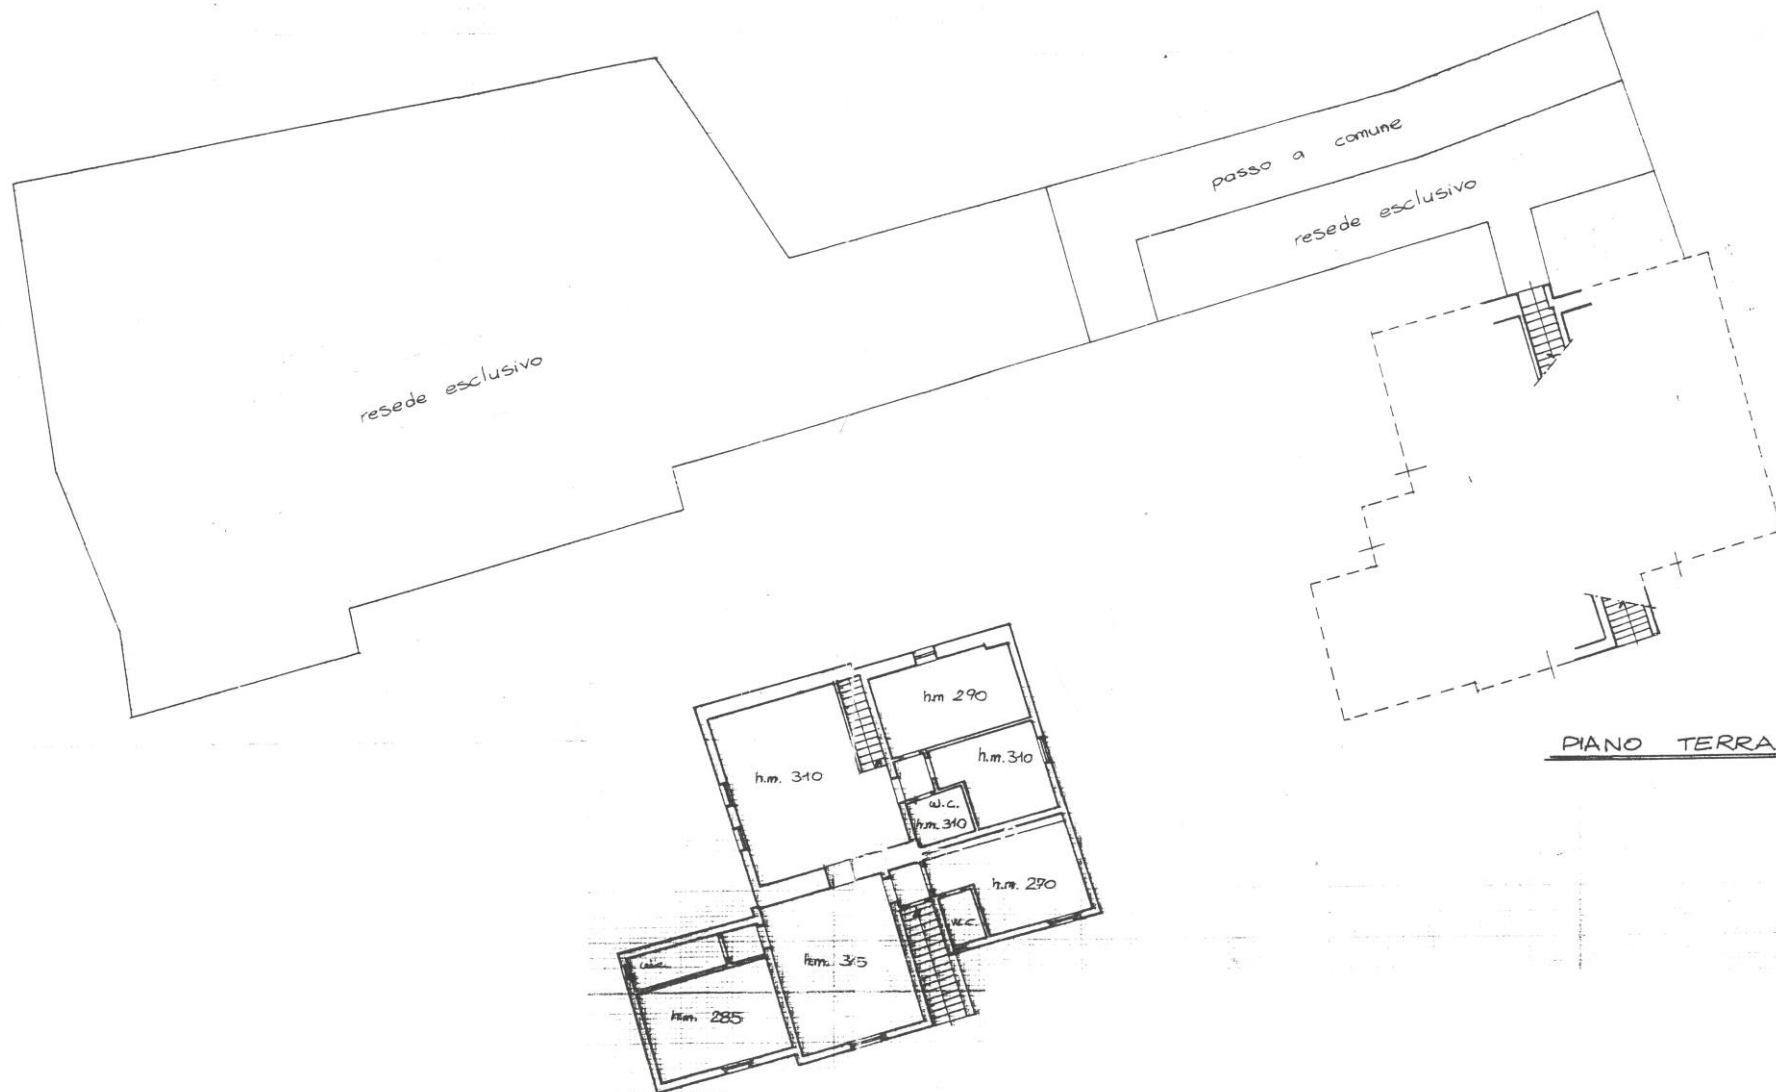 passo a comune
resede esclusivo
resede esclusivo
PIANO TERRA
h.m 290
h.m. 310
h.m. 310
w.c.
h.m. 310
h.m. 270
w.c.
h.m. 315
h.m. 285